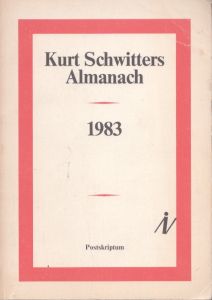 Kurt Schwitters
Almanach
1983
Postskriptum